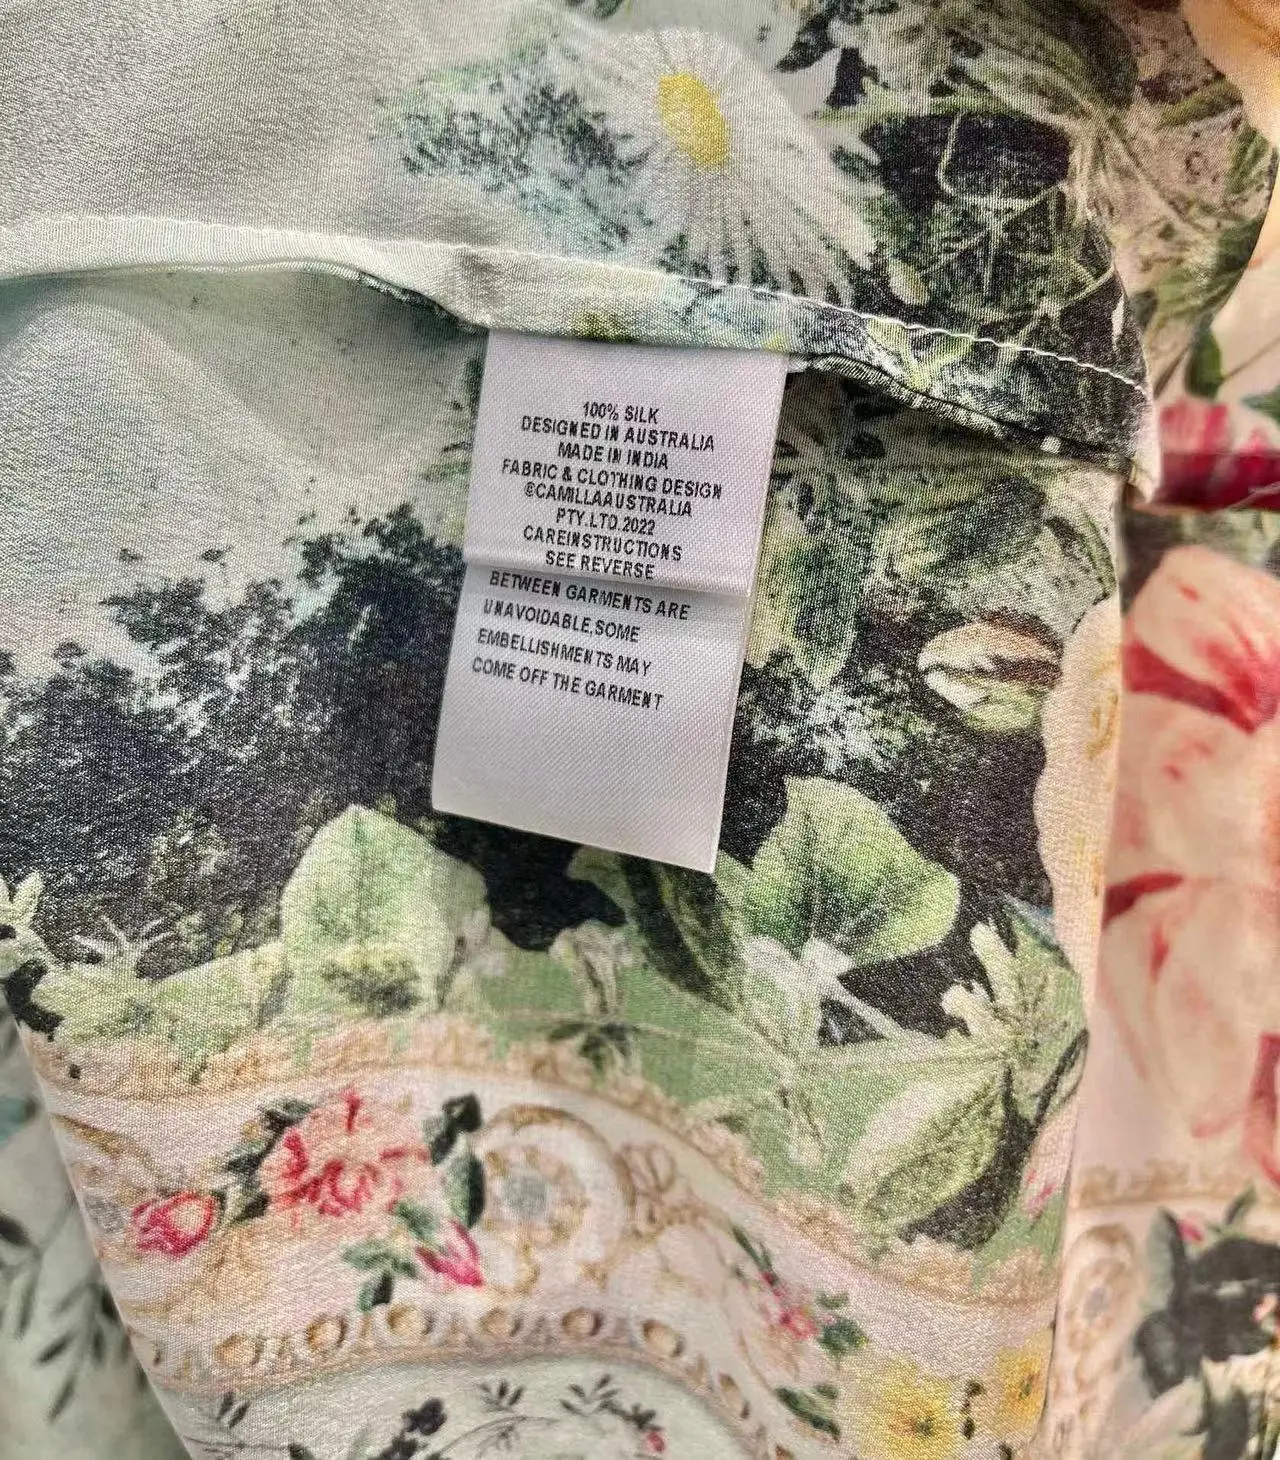 100% SILK
DESIGNED IN AUSTRALIA
MADE IN INDIA
FABRIC & CLOTHING DESIGN
@CAMILLAAUSTRALIA
PTY.LTD.2022
CAREINSTRUCTIONS
SEE REVERSE
BETWEEN GARMENTS ARE
UNAVOIDABLE,SOME
EMBELLISHMENTS MAY
COME OFF THE GARMENT